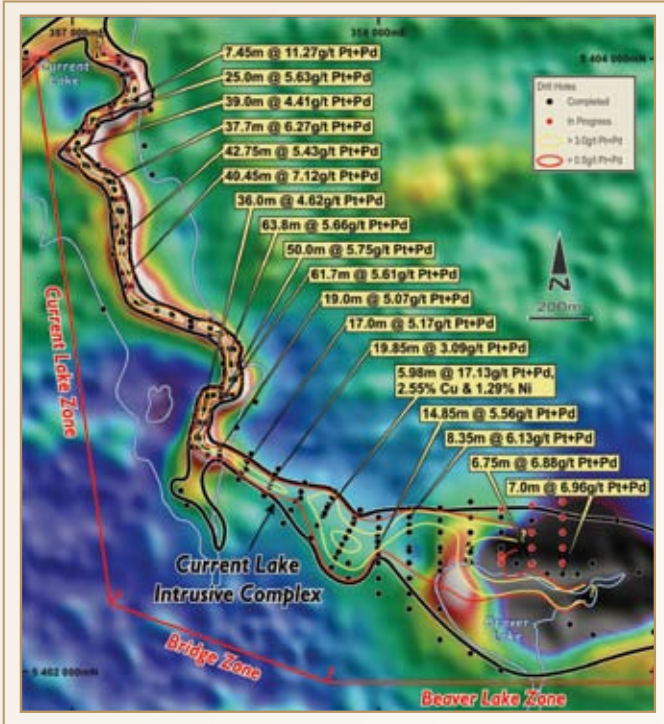 357 000mE
358 000mE
5 404 000mN
Current
Lake
Drill Holes
Completed
In Progress
> 3.0g/t Pt+Pd
> 0.5g/t Pt+Pd
7.45m @ 11.27g/t Pt+Pd
25.0m @ 5.63g/t Pt+Pd
39.0m @ 4.41g/t Pt+Pd
37.7m @ 6.27g/t Pt+Pd
42.75m @ 5.43g/t Pt+Pd
40.45m @ 7.12g/t Pt+Pd
36.0m @ 4.62g/t Pt+Pd
63.8m @ 5.66g/t Pt+Pd
50.0m @ 5.75g/t Pt+Pd
61.7m @ 5.61g/t Pt+Pd
19.0m @ 5.07g/t Pt+Pd
17.0m @ 5.17g/t Pt+Pd
19.85m @ 3.09g/t Pt+Pd
5.98m @ 17.13g/t Pt+Pd,
2.55% Cu & 1.29% Ni
14.85m @ 5.56g/t Pt+Pd
8.35m @ 6.13g/t Pt+Pd
6.75m @ 6.88g/t Pt+Pd
7.0m @ 6.96g/t Pt+Pd
N
200m
Current Lake Zone
Current Lake
Intrusive Complex
Beaver
Lake
5 402 000mN
Bridge Zone
Beaver Lake Zone